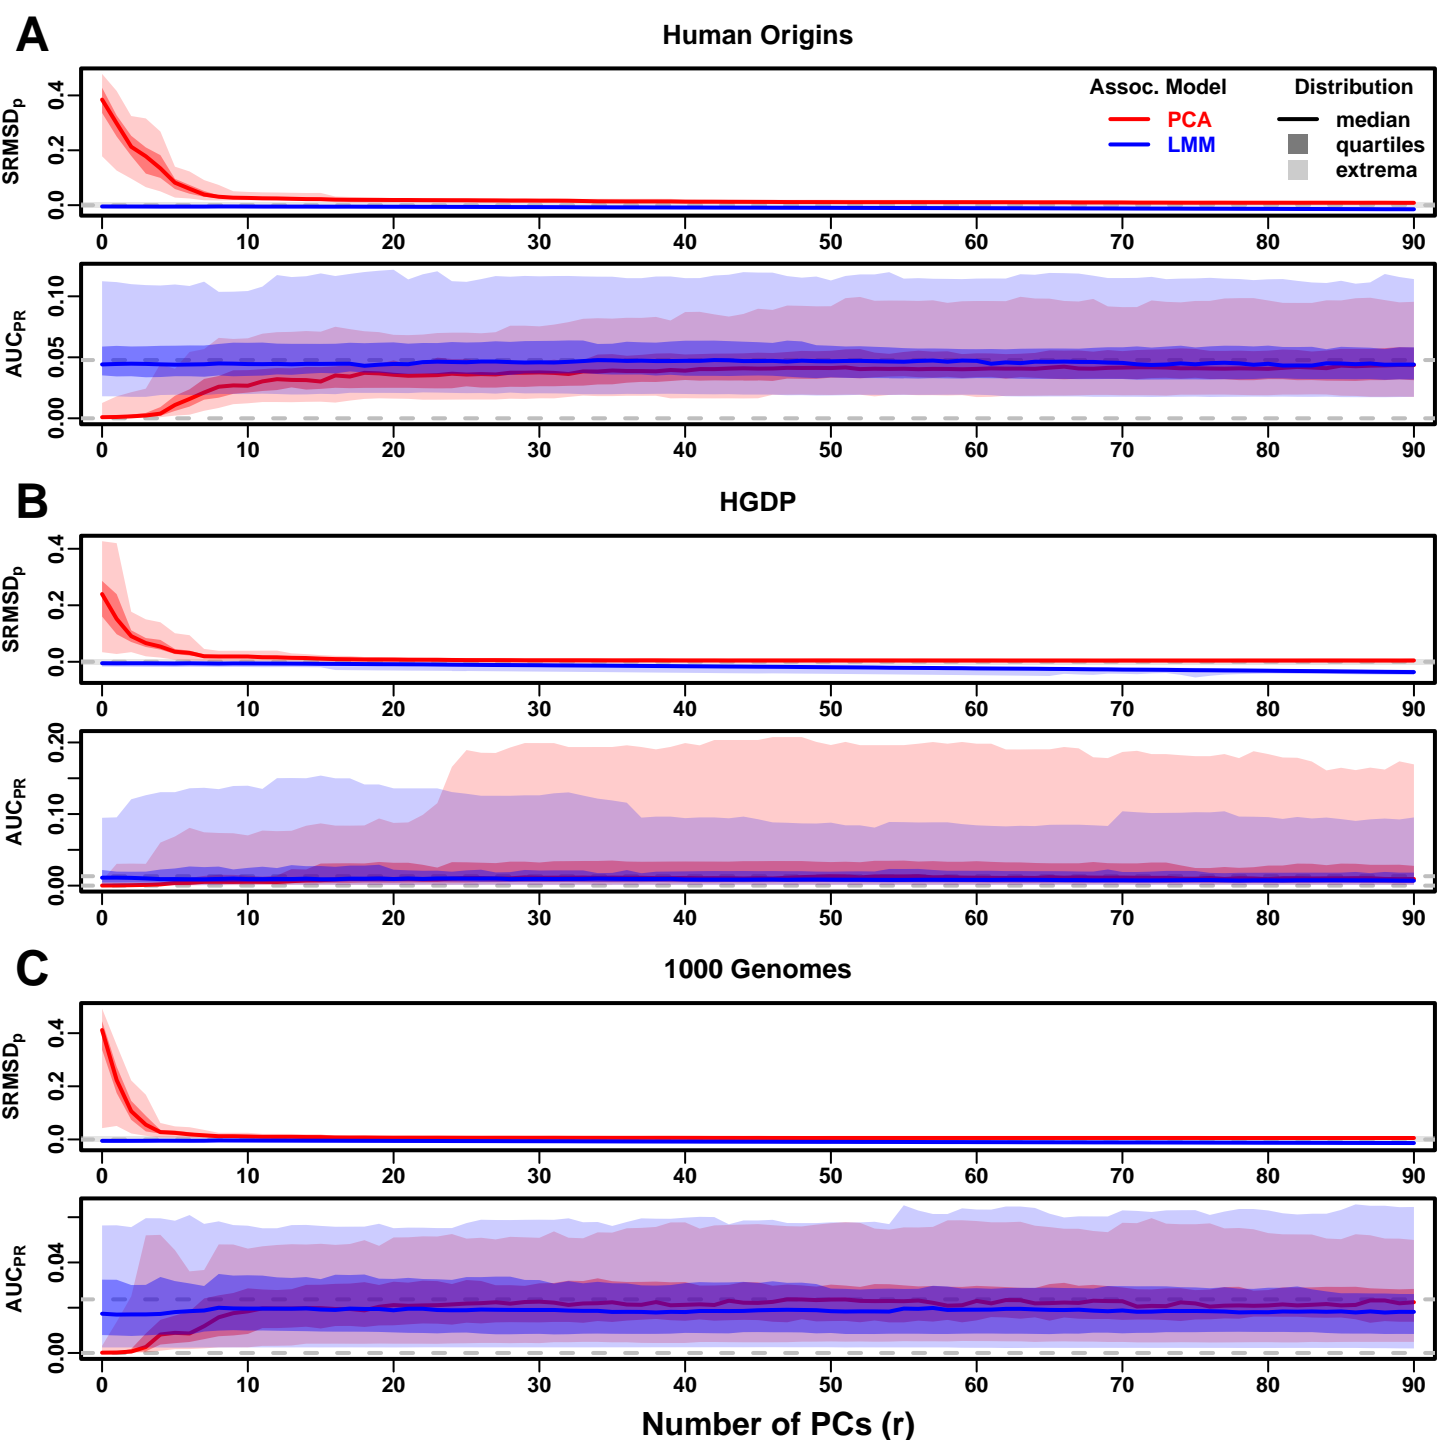 A
Human Origins
SRMSDp
0.0 0.2 0.4
Assoc. Model
PCA
LMM
Distribution
median
quartiles
extrema
0 10 20 30 40 50 60 70 80 90
AUCPR
0.00 0.05 0.10
0 10 20 30 40 50 60 70 80 90
B
HGDP
SRMSDp
0.0 0.2 0.4
0 10 20 30 40 50 60 70 80 90
AUCPR
0.00 0.10 0.20
0 10 20 30 40 50 60 70 80 90
C
1000 Genomes
SRMSDp
0.0 0.2 0.4
0 10 20 30 40 50 60 70 80 90
AUCPR
0.00 0.04
0 10 20 30 40 50 60 70 80 90
Number of PCs (r)